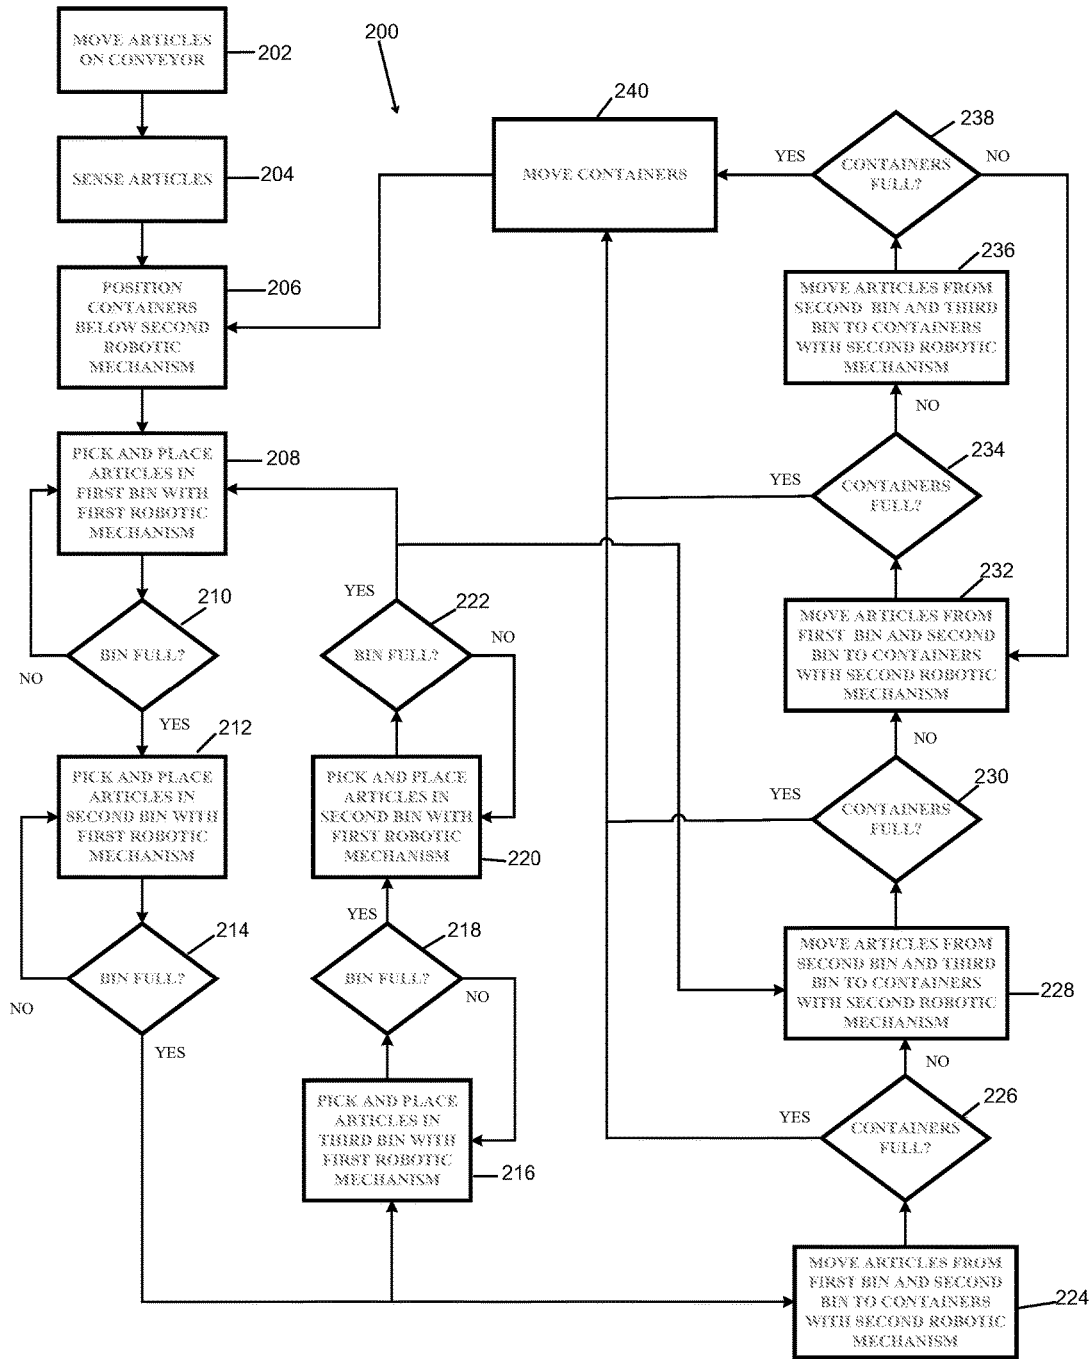 MOVE ARTICLES
ON CONVEYOR
202
200
SENSE ARTICLES
204
POSITION
CONTAINERS
BELOW SECOND
ROBOTIC
MECHANISM
206
PICK AND PLACE
ARTICLES IN
FIRST BIN WITH
FIRST ROBOTIC
MECHANISM
208
BIN FULL?
210
NO
YES
PICK AND PLACE
ARTICLES IN
SECOND BIN WITH
FIRST ROBOTIC
MECHANISM
212
BIN FULL?
214
NO
YES
YES
BIN FULL?
222
NO
PICK AND PLACE
ARTICLES IN
SECOND BIN WITH
FIRST ROBOTIC
MECHANISM
220
YES
BIN FULL?
218
NO
PICK AND PLACE
ARTICLES IN
THIRD BIN WITH
FIRST ROBOTIC
MECHANISM
216
240
MOVE CONTAINERS
238
YES
CONTAINERS
FULL?
NO
236
MOVE ARTICLES FROM
SECOND BIN AND THIRD
BIN TO CONTAINERS
WITH SECOND ROBOTIC
MECHANISM
NO
234
YES
CONTAINERS
FULL?
232
MOVE ARTICLES FROM
FIRST BIN AND SECOND
BIN TO CONTAINERS
WITH SECOND ROBOTIC
MECHANISM
NO
230
YES
CONTAINERS
FULL?
MOVE ARTICLES FROM
SECOND BIN AND THIRD
BIN TO CONTAINERS
WITH SECOND ROBOTIC
MECHANISM
228
NO
226
YES
CONTAINERS
FULL?
MOVE ARTICLES FROM
FIRST BIN AND SECOND
BIN TO CONTAINERS
WITH SECOND ROBOTIC
MECHANISM
224